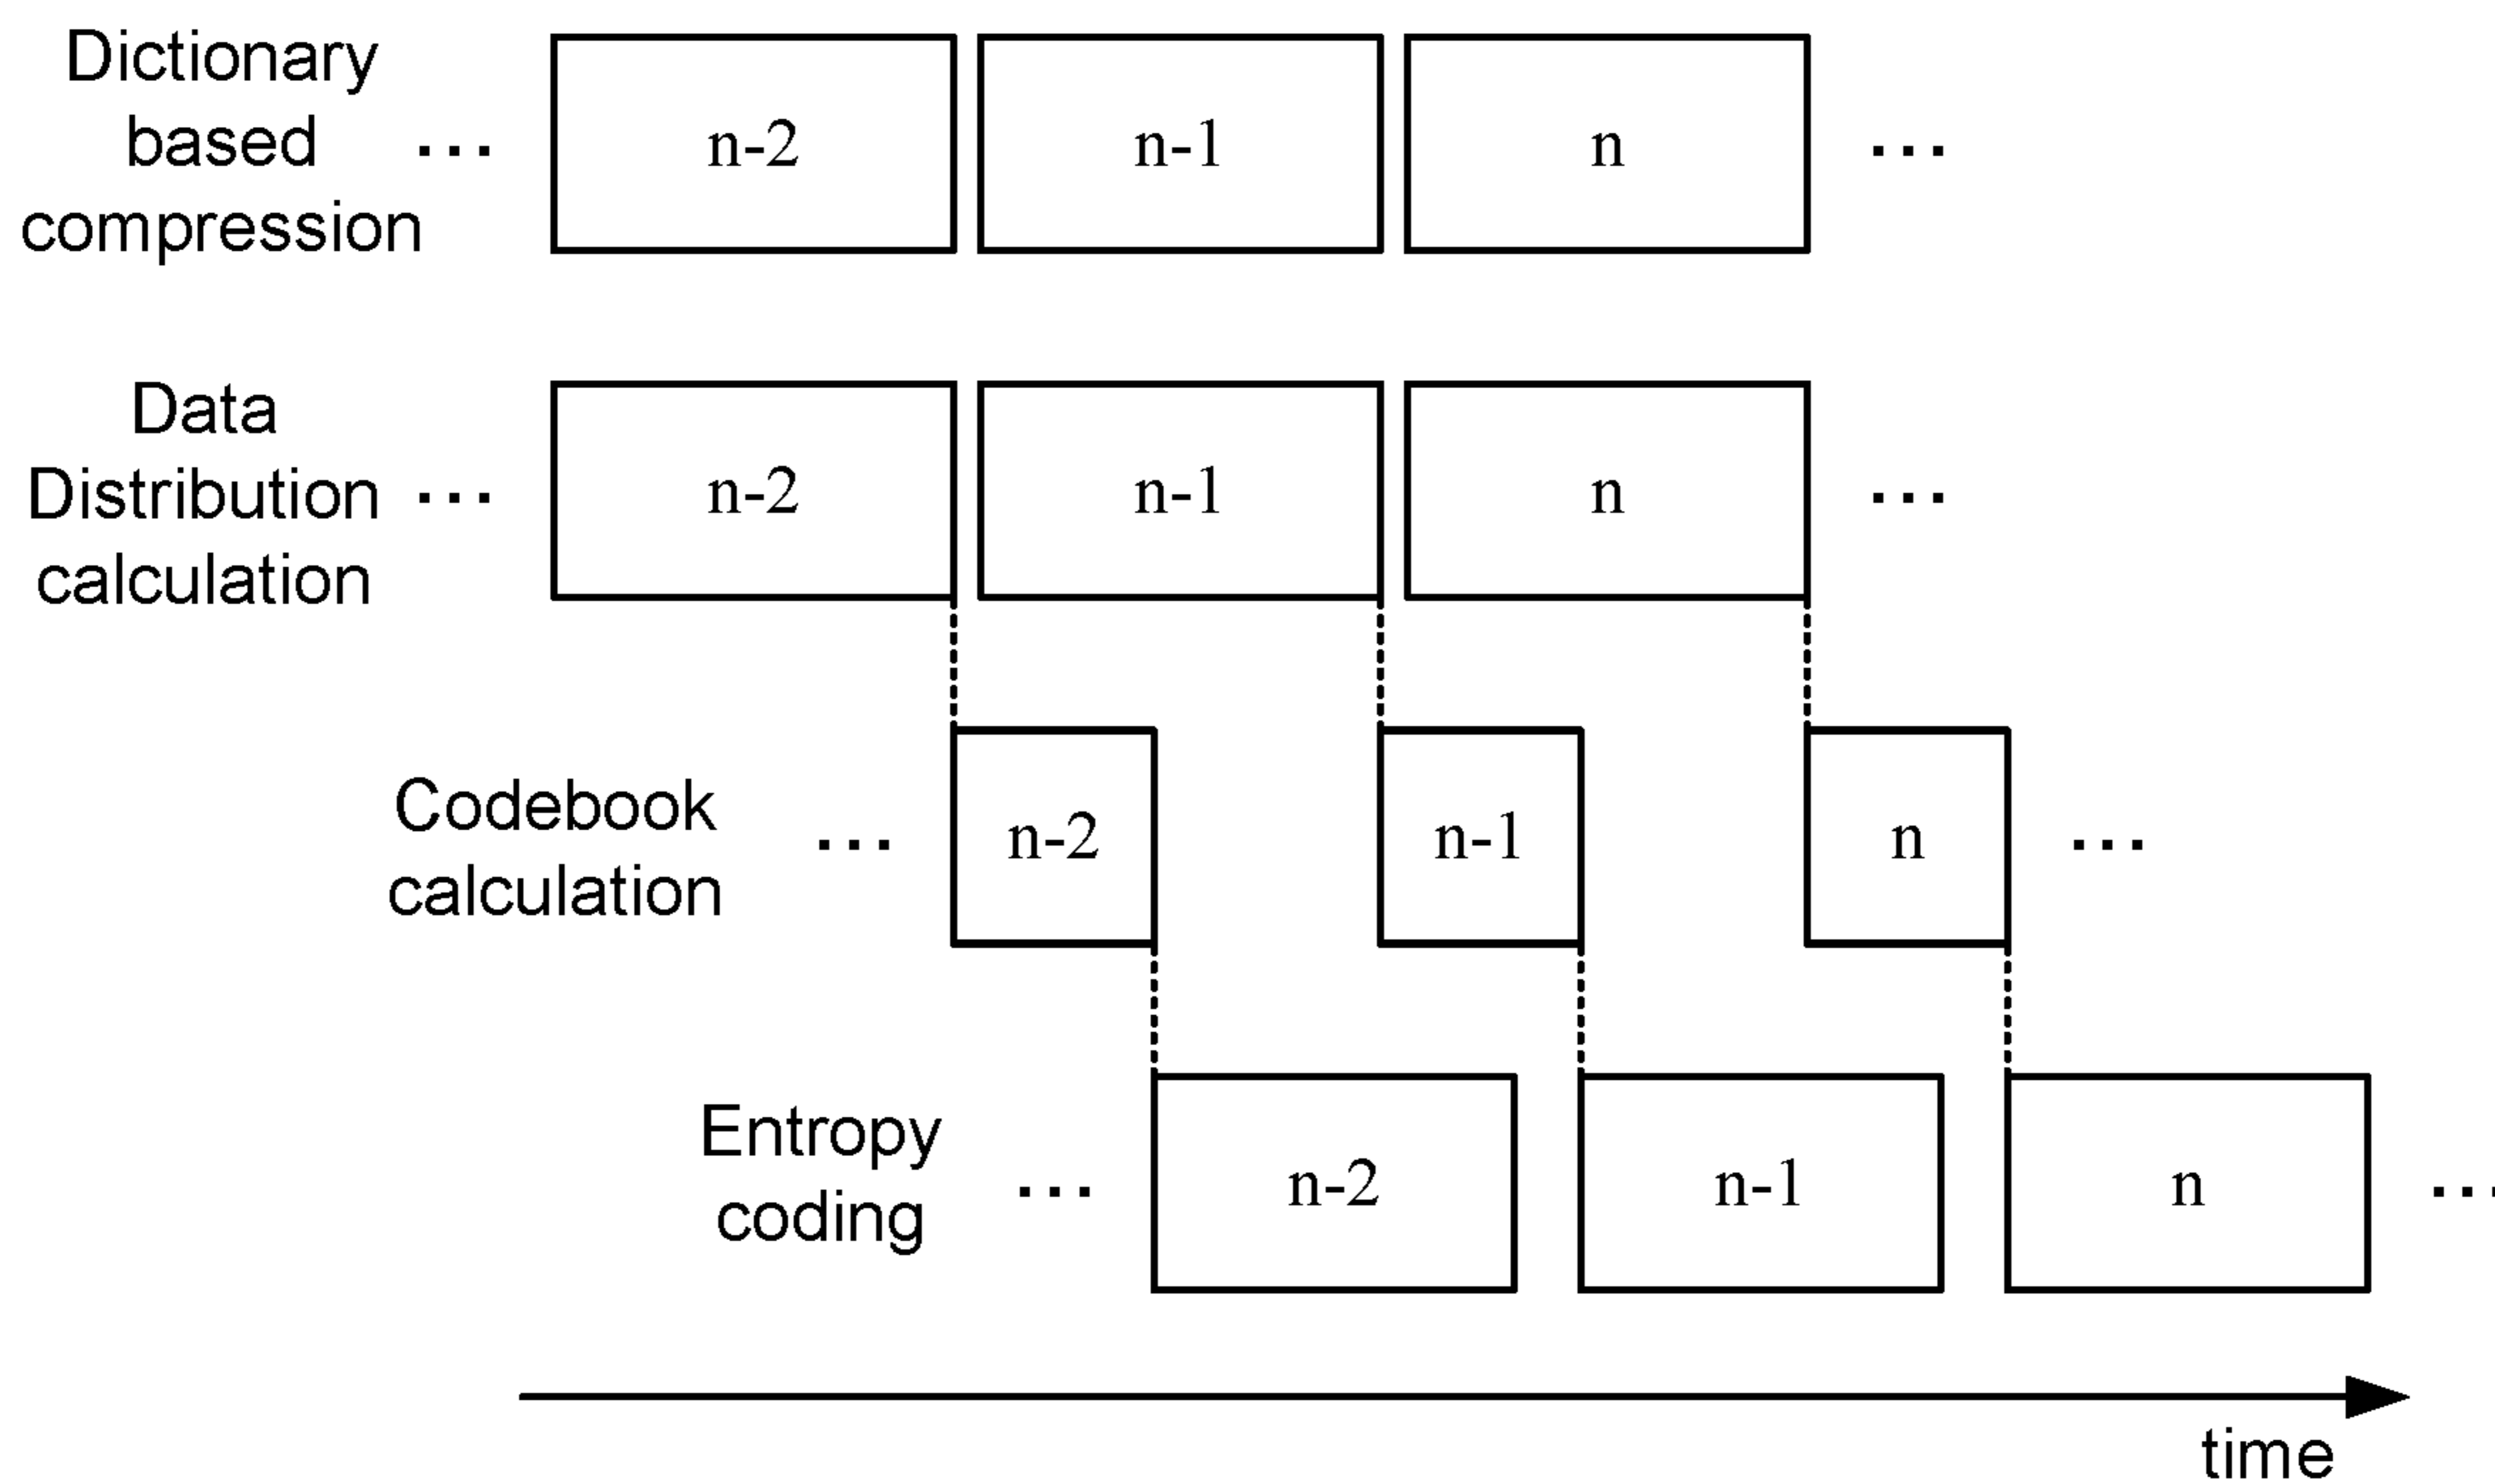 Dictionary
based
compression
... n-2 n-1 n ...
Data
Distribution
calculation
... n-2 n-1 n ...
Codebook
calculation
... n-2 n-1 n ...
Entropy
coding
... n-2 n-1 n ...
time